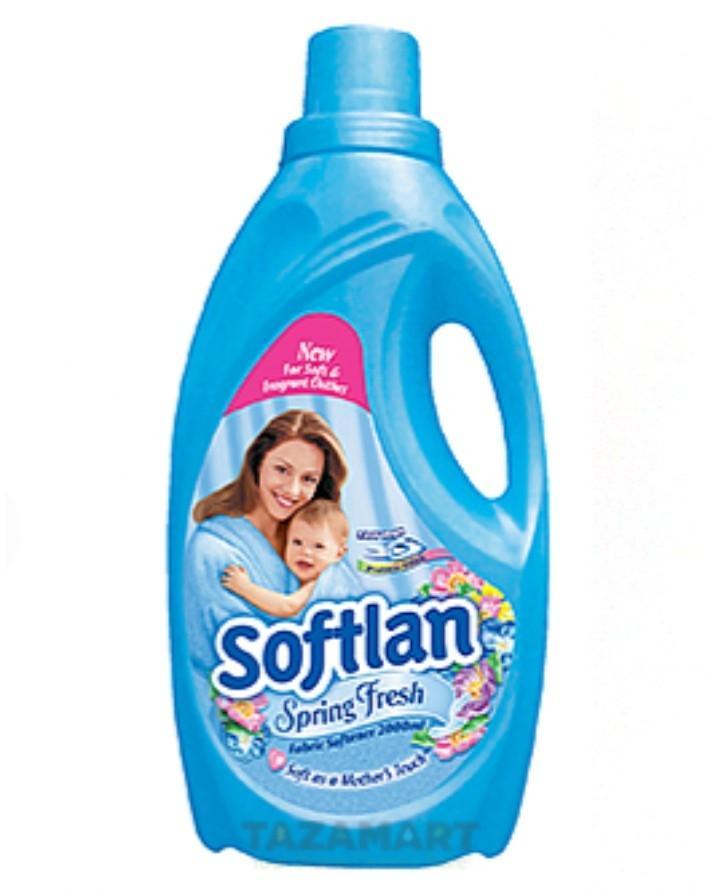 New
For Soft &
Fragrant Clothes
Softlan
Spring Fresh
Fabric Softener 2000ml
Soft as a Mother's Touch
TAZAMART